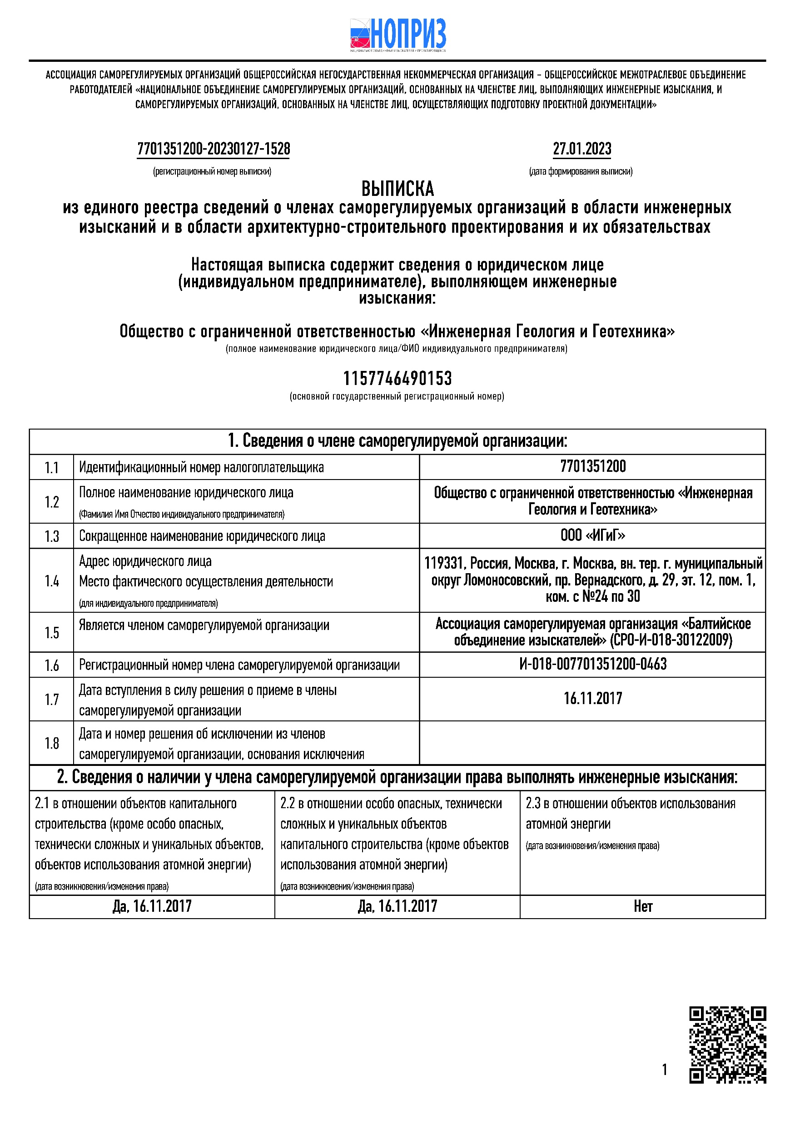 НОПРИЗ
АССОЦИАЦИЯ САМОРЕГУЛИРУЕМЫХ ОРГАНИЗАЦИЙ ОБЩЕРОССИЙСКАЯ НЕГОСУДАРСТВЕННАЯ НЕКОММЕРЧЕСКАЯ ОРГАНИЗАЦИЯ – ОБЩЕРОССИЙСКОЕ МЕЖОТРАСЛЕВОЕ ОБЪЕДИНЕНИЕ
РАБОТОДАТЕЛЕЙ «НАЦИОНАЛЬНОЕ ОБЪЕДИНЕНИЕ САМОРЕГУЛИРУЕМЫХ ОРГАНИЗАЦИЙ, ОСНОВАННЫХ НА ЧЛЕНСТВЕ ЛИЦ, ВЫПОЛНЯЮЩИХ ИНЖЕНЕРНЫЕ ИЗЫСКАНИЯ, И
САМОРЕГУЛИРУЕМЫХ ОРГАНИЗАЦИЙ, ОСНОВАННЫХ НА ЧЛЕНСТВЕ ЛИЦ, ОСУЩЕСТВЛЯЮЩИХ ПОДГОТОВКУ ПРОЕКТНОЙ ДОКУМЕНТАЦИИ»
7701351200-20230127-1528 27.01.2023
(регистрационный номер выписки) (дата формирования выписки)
ВЫПИСКА
из единого реестра сведений о членах саморегулируемых организаций в области инженерных
изысканий и в области архитектурно-строительного проектирования и их обязательствах
Настоящая выписка содержит сведения о юридическом лице
(индивидуальном предпринимателе), выполняющем инженерные
изыскания:
Общество с ограниченной ответственностью «Инженерная Геология и Геотехника»
(полное наименование юридического лица/ФИО индивидуального предпринимателя)
1157746490153
(основной государственный регистрационный номер)
1. Сведения о члене саморегулируемой организации:
1.1 Идентификационный номер налогоплательщика 7701351200
1.2 Полное наименование юридического лица
(Фамилия Имя Отчество индивидуального предпринимателя)
Общество с ограниченной ответственностью «Инженерная
Геология и Геотехника»
1.3 Сокращенное наименование юридического лица ООО «ИГиГ»
1.4 Адрес юридического лица
Место фактического осуществления деятельности
(для индивидуального предпринимателя)
119331, Россия, Москва, г. Москва, вн. тер. г. муниципальный
округ Ломоносовский, пр. Вернадского, д. 29, эт. 12, пом. 1,
ком. с №24 по 30
1.5 Является членом саморегулируемой организации
Ассоциация саморегулируемая организация «Балтийское
объединение изыскателей» (СРО-И-018-30122009)
1.6 Регистрационный номер члена саморегулируемой организации И-018-007701351200-0463
1.7 Дата вступления в силу решения о приеме в члены
саморегулируемой организации
16.11.2017
1.8 Дата и номер решения об исключении из членов
саморегулируемой организации, основания исключения
2. Сведения о наличии у члена саморегулируемой организации права выполнять инженерные изыскания:
2.1 в отношении объектов капитального
строительства (кроме особо опасных,
технически сложных и уникальных объектов,
объектов использования атомной энергии)
(дата возникновения/изменения права)
2.2 в отношении особо опасных, технически
сложных и уникальных объектов
капитального строительства (кроме объектов
использования атомной энергии)
(дата возникновения/изменения права)
2.3 в отношении объектов использования
атомной энергии
(дата возникновения/изменения права)
Да, 16.11.2017 Да, 16.11.2017 Нет
1